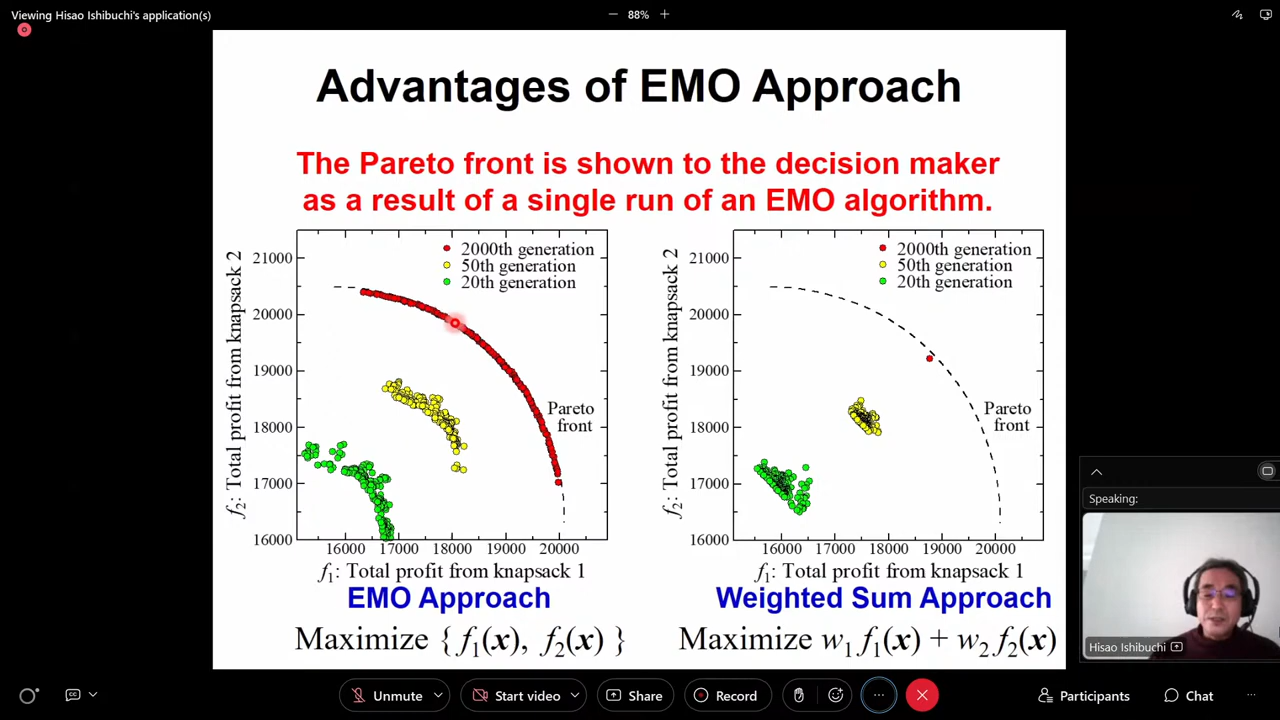 Viewing Hisao Ishibuchi's application(s)
88%
Advantages of EMO Approach
The Pareto front is shown to the decision maker
as a result of a single run of an EMO algorithm.
f2: Total profit from knapsack 2
21000
20000
19000
18000
17000
16000
2000th generation
50th generation
20th generation
Pareto
front
16000 17000 18000 19000 20000
f1: Total profit from knapsack 1
EMO Approach
Maximize { f1(x), f2(x) }
f2: Total profit from knapsack 2
21000
20000
19000
18000
17000
16000
2000th generation
50th generation
20th generation
Pareto
front
16000 17000 18000 19000 20000
f1: Total profit from knapsack 1
Weighted Sum Approach
Maximize w1 f1(x) + w2 f2(x)
Speaking:
Hisao Ishibuchi
CC
Unmute
Start video
Share
Record
Participants
Chat